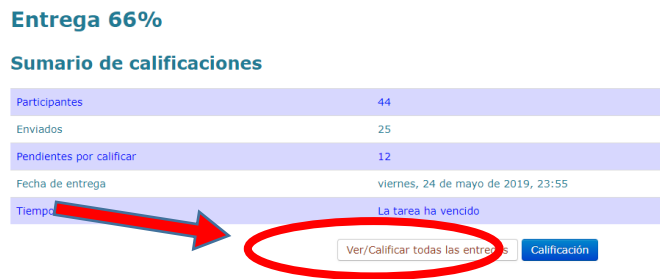 Entrega 66%
Sumario de calificaciones
Participantes 44
Enviados 25
Pendientes por calificar 12
Fecha de entrega viernes, 24 de mayo de 2019, 23:55
Tiempo La tarea ha vencido
Ver/Calificar todas las entregas Calificación